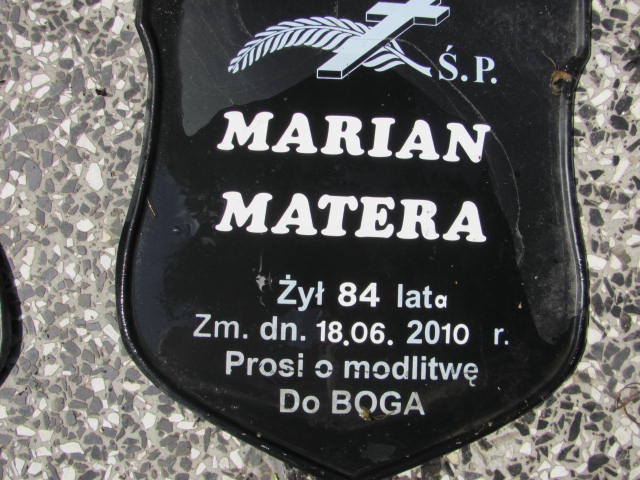 Ś.P.
MARIAN
MATERA
Żył 84 lata
Zm. dn. 18.06. 2010 r.
Prosi o modlitwę
Do BOGA